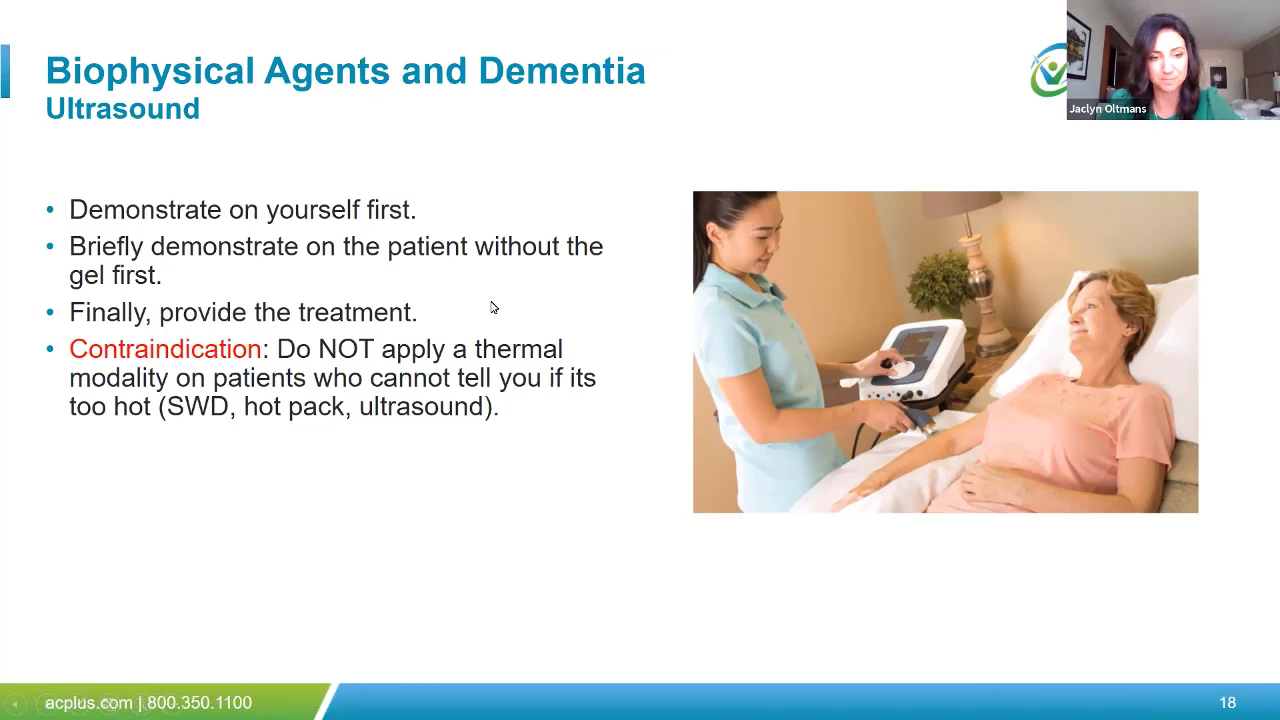 Biophysical Agents and Dementia
Ultrasound
Jaclyn Oltmans
• Demonstrate on yourself first.
• Briefly demonstrate on the patient without the
gel first.
• Finally, provide the treatment.
• Contraindication: Do NOT apply a thermal
modality on patients who cannot tell you if its
too hot (SWD, hot pack, ultrasound).
acplus.com | 800.350.1100
18